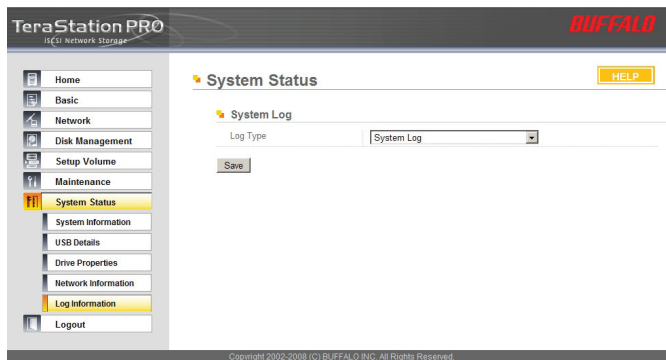 TeraStation PRO
iSCSI Network Storage
BUFFALO
Home
Basic
Network
Disk Management
Setup Volume
Maintenance
System Status
System Information
USB Details
Drive Properties
Network Information
Log Information
Logout
System Status
HELP
System Log
Log Type
System Log
Save
Copyright 2002-2008 (C) BUFFALO INC. All Rights Reserved.